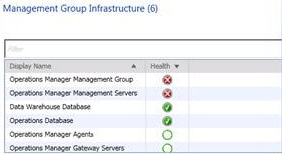 Management Group Infrastructure (6)
Filter
Display Name Health
Operations Manager Management Group
Operations Manager Management Servers
Data Warehouse Database
Operations Database
Operations Manager Agents
Operations Manager Gateway Servers